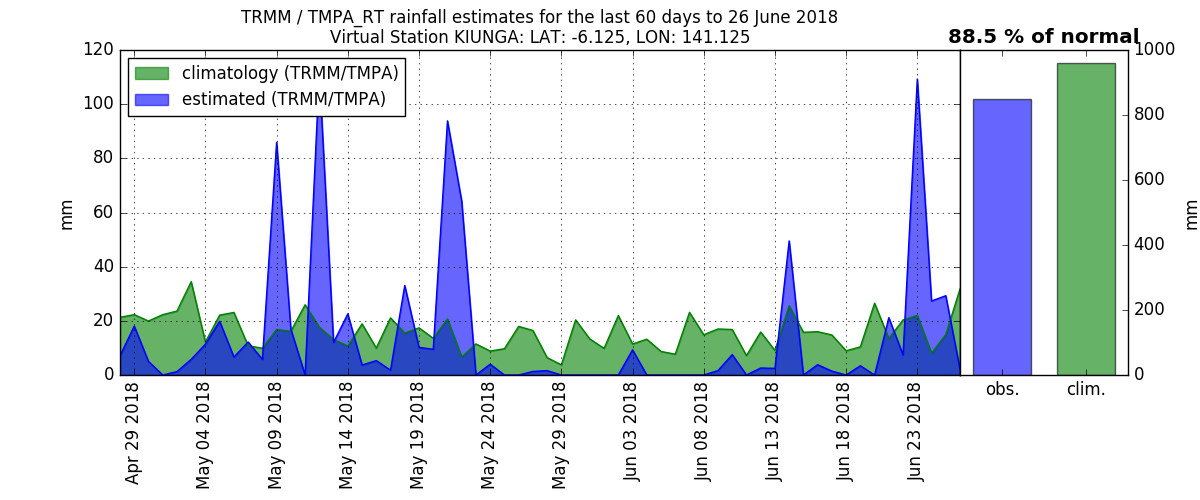 TRMM / TMPA_RT rainfall estimates for the last 60 days to 26 June 2018
Virtual Station KIUNGA: LAT: -6.125, LON: 141.125
88.5 % of normal
climatology (TRMM/TMPA)
estimated (TRMM/TMPA)
120
100
80
60
40
20
0
mm
1000
800
600
400
200
0
mm
Apr 29 2018
May 04 2018
May 09 2018
May 14 2018
May 19 2018
May 24 2018
May 29 2018
Jun 03 2018
Jun 08 2018
Jun 13 2018
Jun 18 2018
Jun 23 2018
obs.
clim.